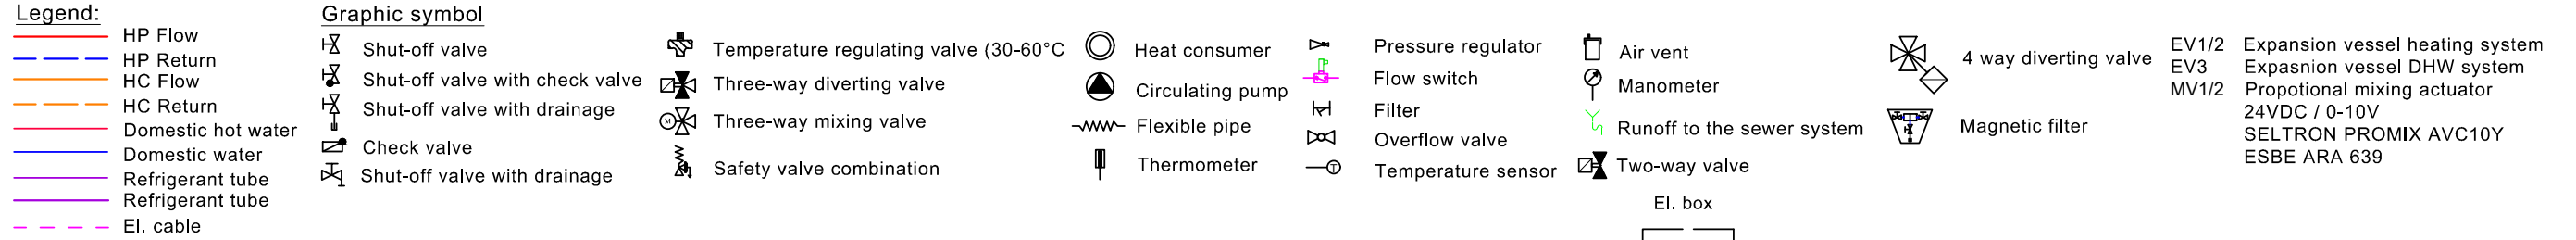 Legend:
HP Flow
HP Return
HC Flow
HC Return
Domestic hot water
Domestic water
Refrigerant tube
Refrigerant tube
El. cable
Graphic symbol
Shut-off valve
Shut-off valve with check valve
Shut-off valve with drainage
Check valve
Shut-off valve with drainage
Temperature regulating valve (30-60°C
Three-way diverting valve
M
Three-way mixing valve
Safety valve combination
Heat consumer
Circulating pump
Flexible pipe
Thermometer
Pressure regulator
Flow switch
Filter
Overflow valve
T
Temperature sensor
Air vent
Manometer
Runoff to the sewer system
Two-way valve
El. box
4 way diverting valve
Magnetic filter
EV1/2 Expansion vessel heating system
EV3 Expasnion vessel DHW system
MV1/2 Propotional mixing actuator
24VDC / 0-10V
SELTRON PROMIX AVC10Y
ESBE ARA 639